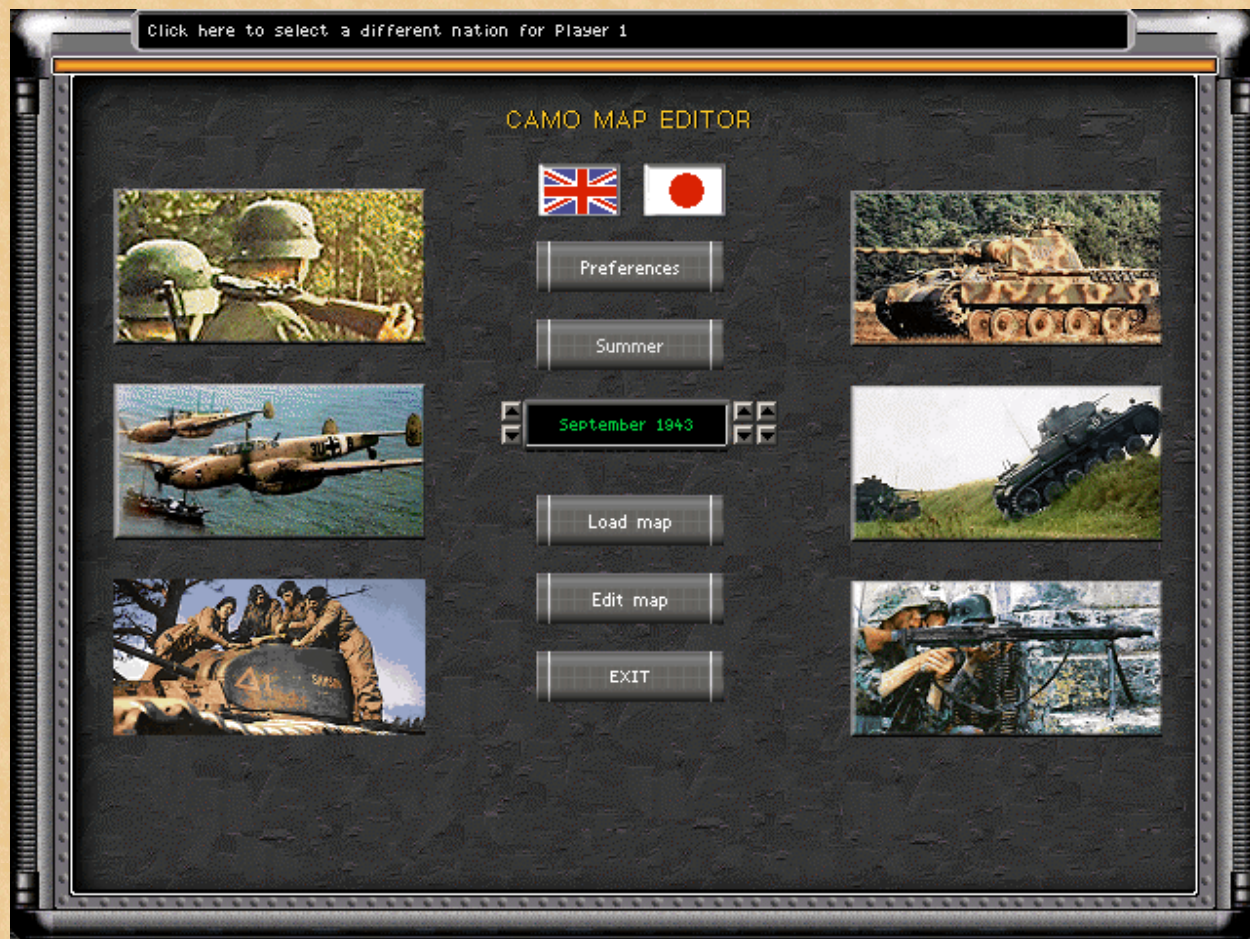 Click here to select a different nation for Player 1
CAMO MAP EDITOR
Preferences
Summer
September 1943
Load map
Edit map
EXIT